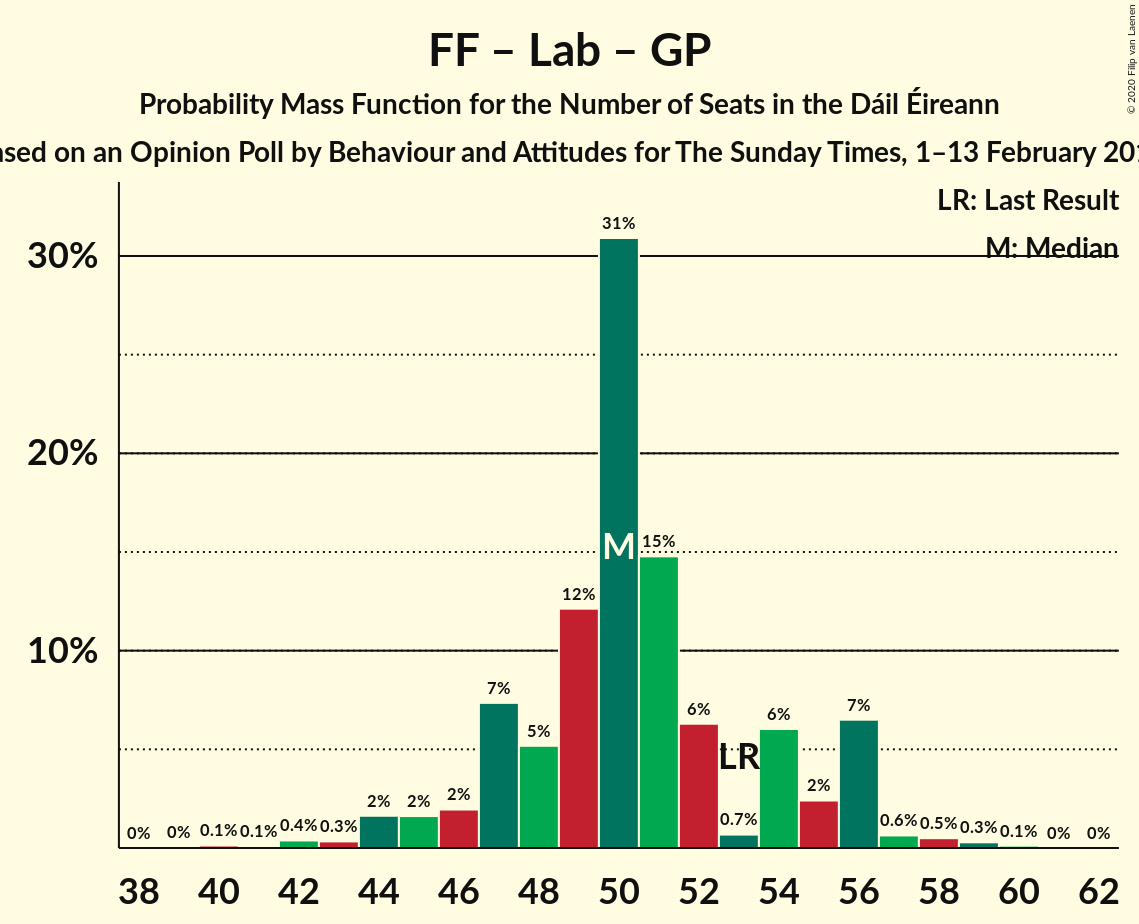 FF – Lab – GP
Probability Mass Function for the Number of Seats in the Dáil Éireann
on an Opinion Poll by Behaviour and Attitudes for The Sunday Times, 1–13 February
© 2020 Filip van Laenen
LR: Last Result
M: Median
30%
20%
10%
0% 0% 0.1% 0.1% 0.4% 0.3% 2% 2% 2% 7% 5% 12% 31% 15% 6% 0.7% 6% 2% 7% 0.6% 0.5% 0.3% 0.1% 0% 0%
M
LR
38 40 42 44 46 48 50 52 54 56 58 60 62